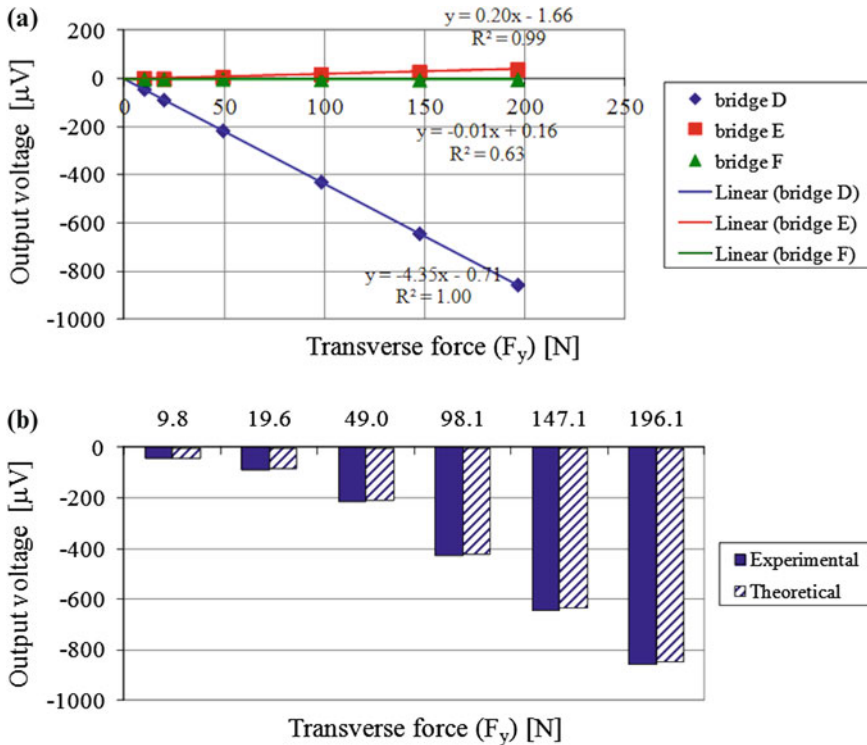 (a)
y = 0.20x - 1.66
R² = 0.99
200
0
-200
-400
-600
-800
-1000
0 50 100 150 200 250
y = -0.01x + 0.16
R² = 0.63
y = -4.35x - 0.71
R² = 1.00
Output voltage [µV]
Transverse force (Fy) [N]
bridge D
bridge E
bridge F
Linear (bridge D)
Linear (bridge E)
Linear (bridge F)
(b)
9.8 19.6 49.0 98.1 147.1 196.1
0
-200
-400
-600
-800
-1000
Output voltage [µV]
Transverse force (Fy) [N]
Experimental
Theoretical